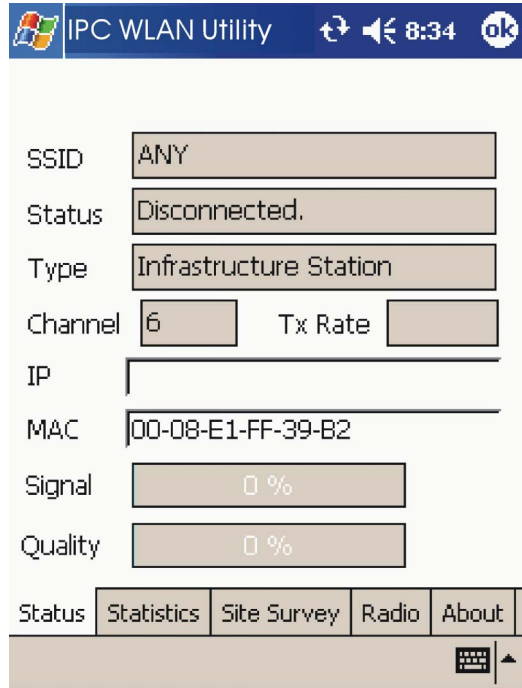 IPC WLAN Utility 8:34 ok
SSID ANY
Status Disconnected.
Type Infrastructure Station
Channel 6 Tx Rate
IP
MAC 00-08-E1-FF-39-B2
Signal 0 %
Quality 0 %
Status Statistics Site Survey Radio About